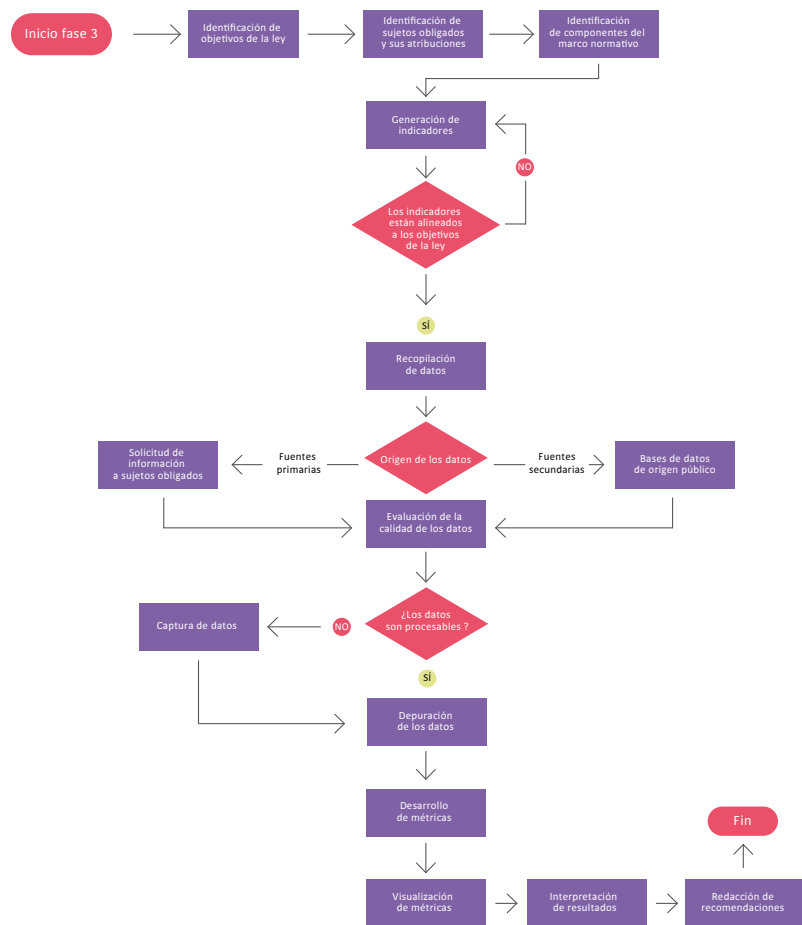 Inicio fase 3
Identificación de
objetivos de la ley
Identificación de
sujetos obligados
y sus atribuciones
Identificación
de componentes del
marco normativo
Generación de
indicadores
NO
Los indicadores
están alineados
a los objetivos
de la ley
SÍ
Recopilación
de datos
Solicitud de
información
a sujetos obligados
Fuentes
primarias
Origen de los datos
Fuentes
secundarias
Bases de datos
de origen público
Evaluación de la
calidad de los datos
Captura de datos
NO
¿Los datos
son procesables ?
SÍ
Depuración
de los datos
Desarrollo
de métricas
Fin
Visualización
de métricas
Interpretación
de resultados
Redacción de
recomendaciones